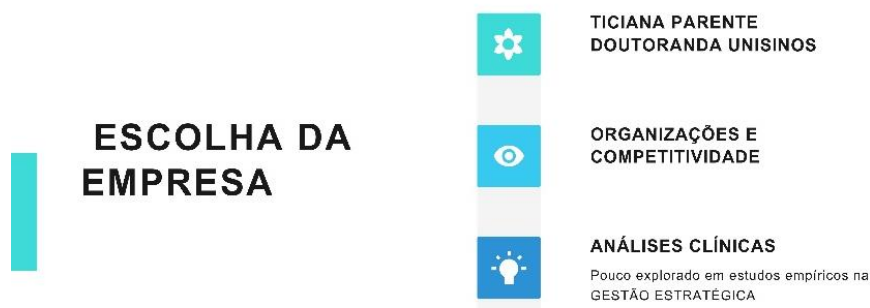 ESCOLHA DA
EMPRESA
TICIANA PARENTE
DOUTORANDA UNISINOS
ORGANIZAÇÕES E
COMPETITIVIDADE
ANÁLISES CLÍNICAS
Pouco explorado em estudos empíricos na
GESTÃO ESTRATÉGICA